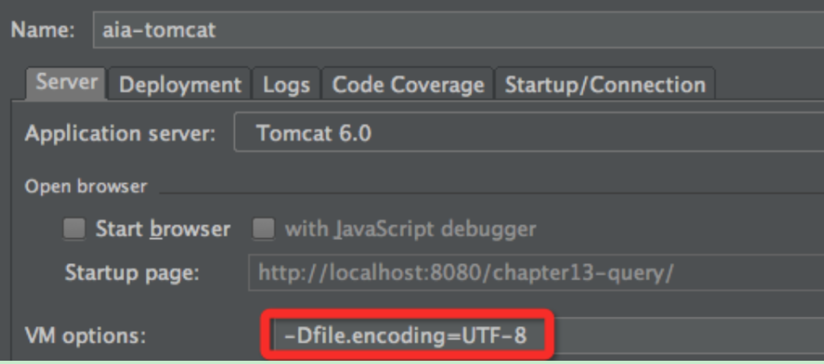 Name: aia-tomcat
Server Deployment Logs Code Coverage Startup/Connection
Application server: Tomcat 6.0
Open browser
Start browser with JavaScript debugger
Startup page: http://localhost:8080/chapter13-query/
VM options: -Dfile.encoding=UTF-8